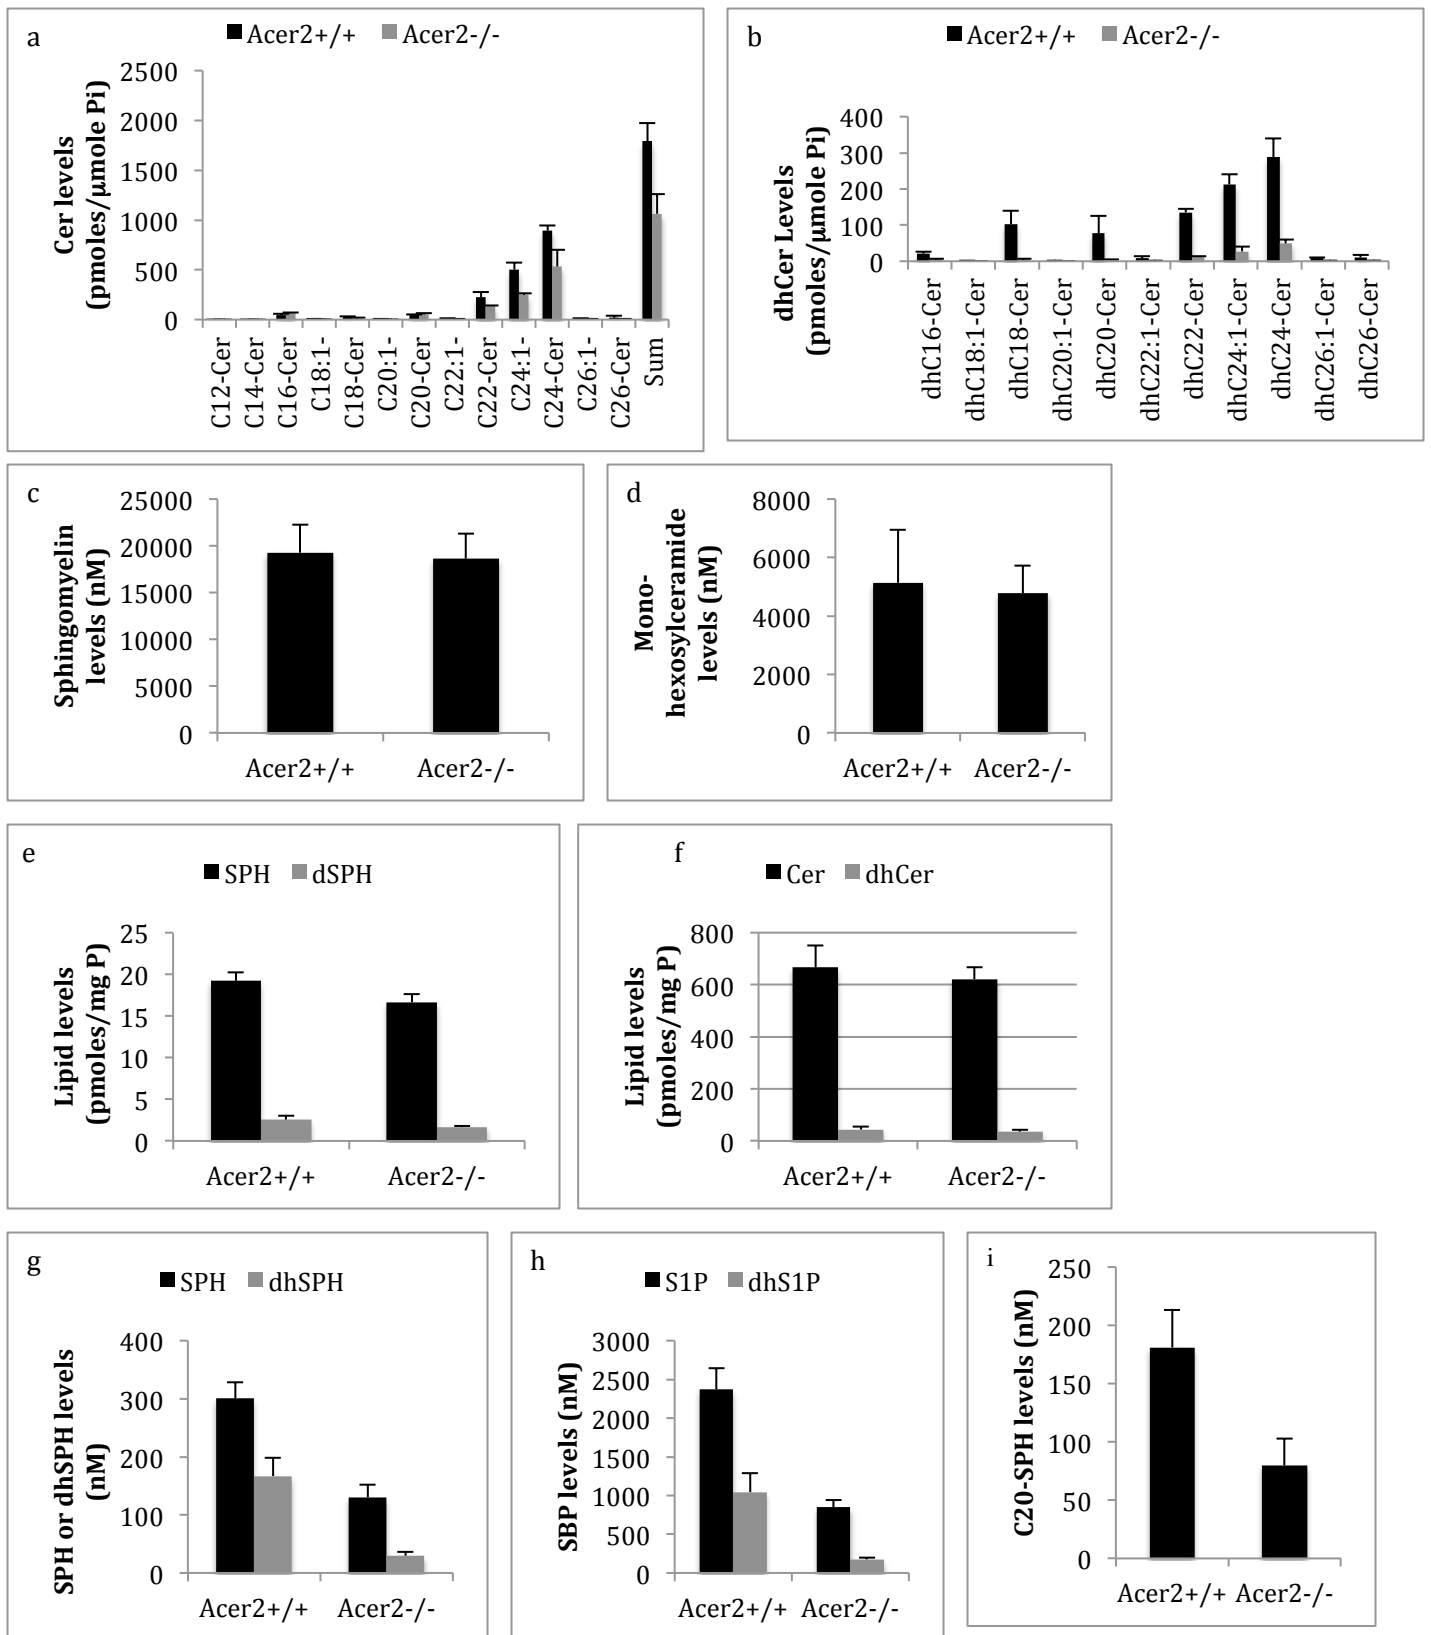 a
Acer2+/+ Acer2-/-
Cer levels
(pmoles/μmole Pi)
2500
2000
1500
1000
500
0
C12-Cer
C14-Cer
C16-Cer
C18:1-
C18-Cer
C20:1-
C20-Cer
C22:1-
C22-Cer
C24:1-
C24-Cer
C26:1-
C26-Cer
Sum
b
Acer2+/+ Acer2-/-
dhCer Levels
(pmoles/μmole Pi)
400
300
200
100
0
dhC16-Cer
dhC18:1-Cer
dhC18-Cer
dhC20:1-Cer
dhC20-Cer
dhC22:1-Cer
dhC22-Cer
dhC24:1-Cer
dhC24-Cer
dhC26:1-Cer
dhC26-Cer
c
Sphingomyelin
levels (nM)
25000
20000
15000
10000
5000
0
Acer2+/+ Acer2-/-
d
Mono-
hexosylceramide
levels (nM)
8000
6000
4000
2000
0
Acer2+/+ Acer2-/-
e
SPH dSPH
Lipid levels
(pmoles/mg P)
25
20
15
10
5
0
Acer2+/+ Acer2-/-
f
Cer dhCer
Lipid levels
(pmoles/mg P)
800
600
400
200
0
Acer2+/+ Acer2-/-
g
SPH dhSPH
SPH or dhSPH levels
(nM)
400
300
200
100
0
Acer2+/+ Acer2-/-
h
S1P dhS1P
SBP levels (nM)
3000
2500
2000
1500
1000
500
0
Acer2+/+ Acer2-/-
i
C20-SPH levels (nM)
250
200
150
100
50
0
Acer2+/+ Acer2-/-